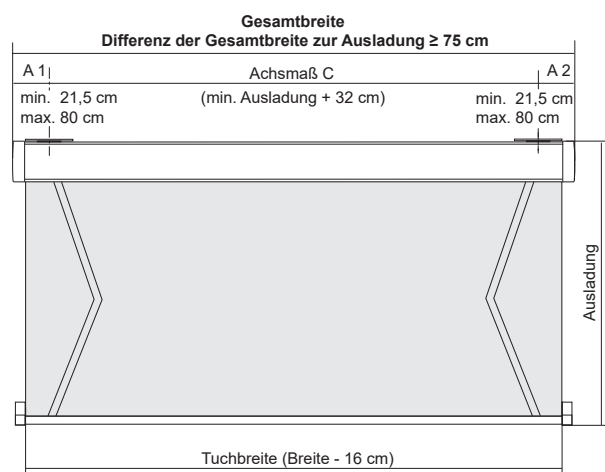 Gesamtbreite
Differenz der Gesamtbreite zur Ausladung ≥ 75 cm
A 1
Achsmaß C
A 2
min. 21,5 cm
max. 80 cm
(min. Ausladung + 32 cm)
min. 21,5 cm
max. 80 cm
Ausladung
Tuchbreite (Breite - 16 cm)